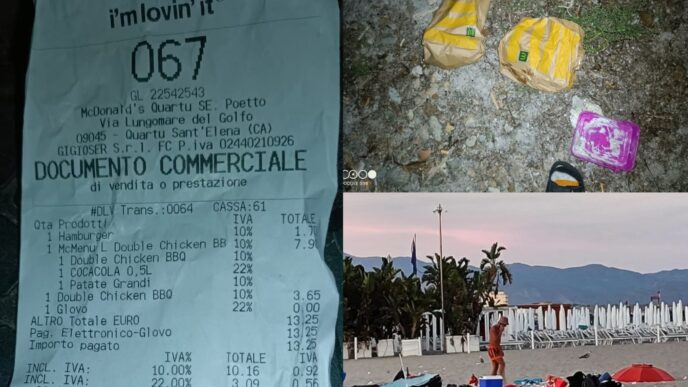 i'm lovin' it
067
GL 22542543
McDonald's Quartu SE. Poetto
Via Lungomare del Golfo
09045 - Quartu Sant'Elena (CA)
GIGIOSER S.r.l. FC P.iva 02440210926
DOCUMENTO COMMERCIALE
di vendita o prestazione
#DLV Trans.:0064 CASSA:61
Qta Prodotti IVA TOTALE
1 Hamburger 10% 1.7
1 McMenu L Double Chicken BB 10% 7.9
1 Double Chicken BBQ 10%
1 COCACOLA 0,5L 22%
1 Patate Grandi 10%
1 Double Chicken BBQ 10% 3.65
1 Glovo 22% 0.00
ALTRO Totale EURO 13.25
Pag. Elettronico-Glovo 13.25
Importo pagato 13.25
IVA% TOTALE IVA
INCL. IVA: 10.00% 10.16 0.92
INCL. IVA: 22.00% 3.09 0.56